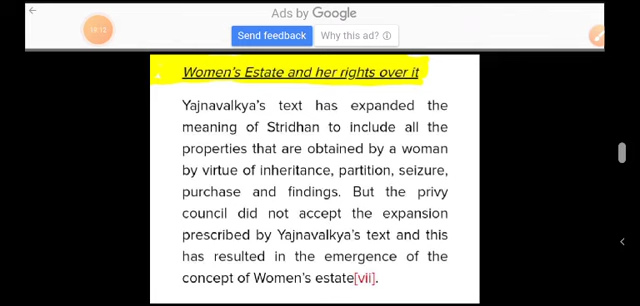 Ads by Google
19:12
Send feedback Why this ad?
Women's Estate and her rights over it
Yajnavalkya's text has expanded the
meaning of Stridhan to include all the
properties that are obtained by a woman
by virtue of inheritance, partition, seizure,
purchase and findings. But the privy
council did not accept the expansion
prescribed by Yajnavalkya's text and this
has resulted in the emergence of the
concept of Women's estate[vii].